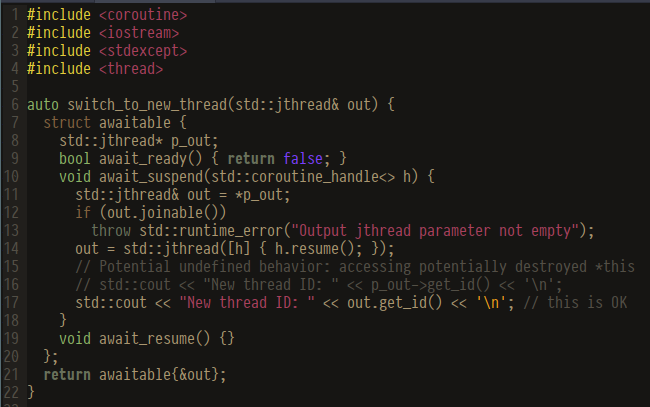 1 #include <coroutine>
2 #include <iostream>
3 #include <stdexcept>
4 #include <thread>
5
6 auto switch_to_new_thread(std::jthread& out) {
7   struct awaitable {
8     std::jthread* p_out;
9     bool await_ready() { return false; }
10     void await_suspend(std::coroutine_handle<> h) {
11       std::jthread& out = *p_out;
12       if (out.joinable())
13         throw std::runtime_error("Output jthread parameter not empty");
14       out = std::jthread([h] { h.resume(); });
15       // Potential undefined behavior: accessing potentially destroyed *this
16       // std::cout << "New thread ID: " << p_out->get_id() << '\n';
17       std::cout << "New thread ID: " << out.get_id() << '\n'; // this is OK
18     }
19     void await_resume() {}
20   };
21   return awaitable{&out};
22 }